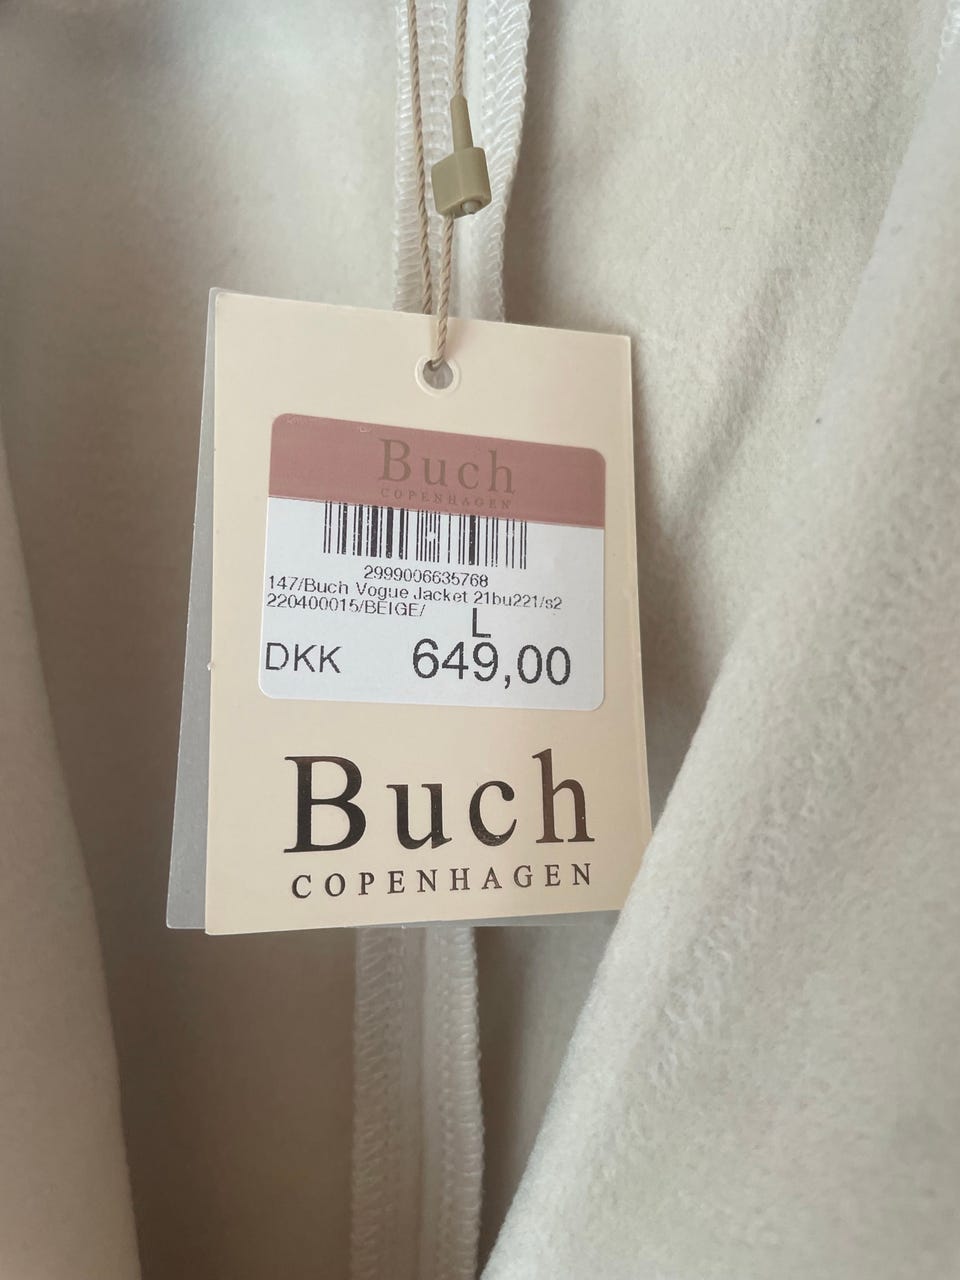 Buch
COPENHAGEN
2999006635768
147/Buch Vogue Jacket 21bu221/s2
220400015/BEIGE/
L
DKK 649,00
Buch
COPENHAGEN